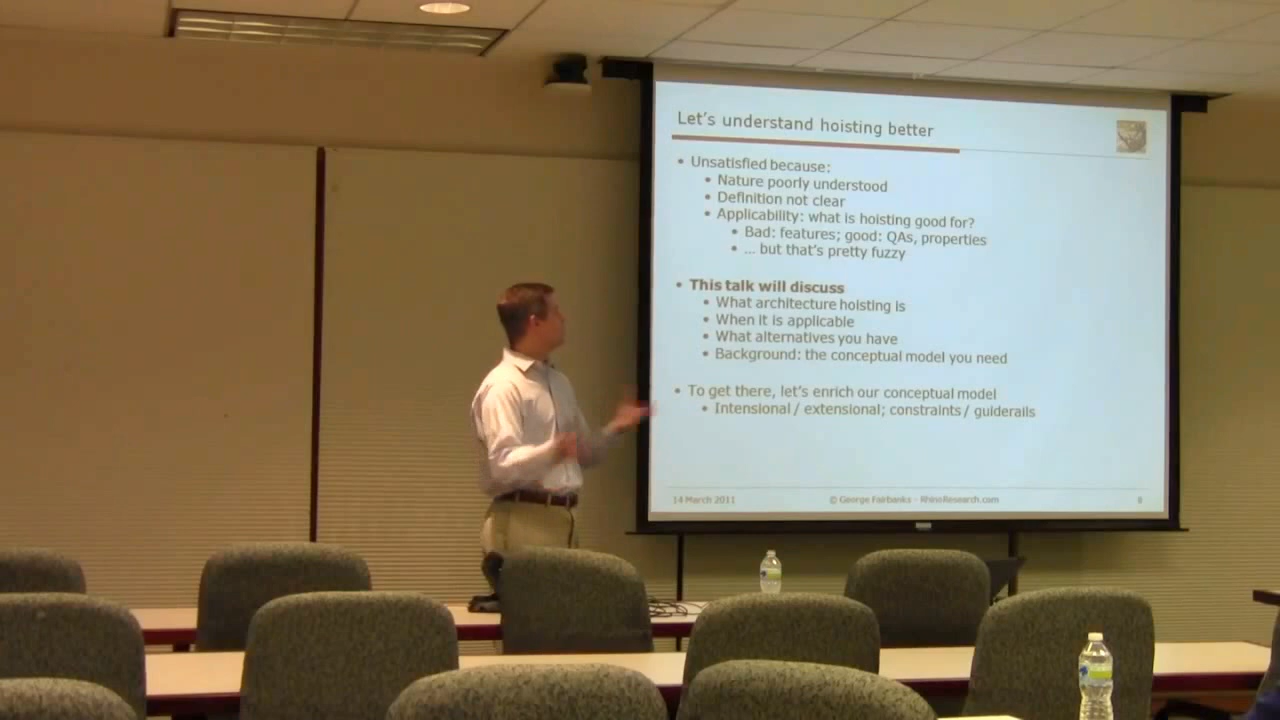 Let's understand hoisting better
• Unsatisfied because:
• Nature poorly understood
• Definition not clear
• Applicability: what is hoisting good for?
• Bad: features; good: QAs, properties
• … but that's pretty fuzzy
• This talk will discuss
• What architecture hoisting is
• When it is applicable
• What alternatives you have
• Background: the conceptual model you need
• To get there, let's enrich our conceptual model
• Intensional / extensional; constraints / guiderails
14 March 2011
© George Fairbanks - RhinoResearch.com